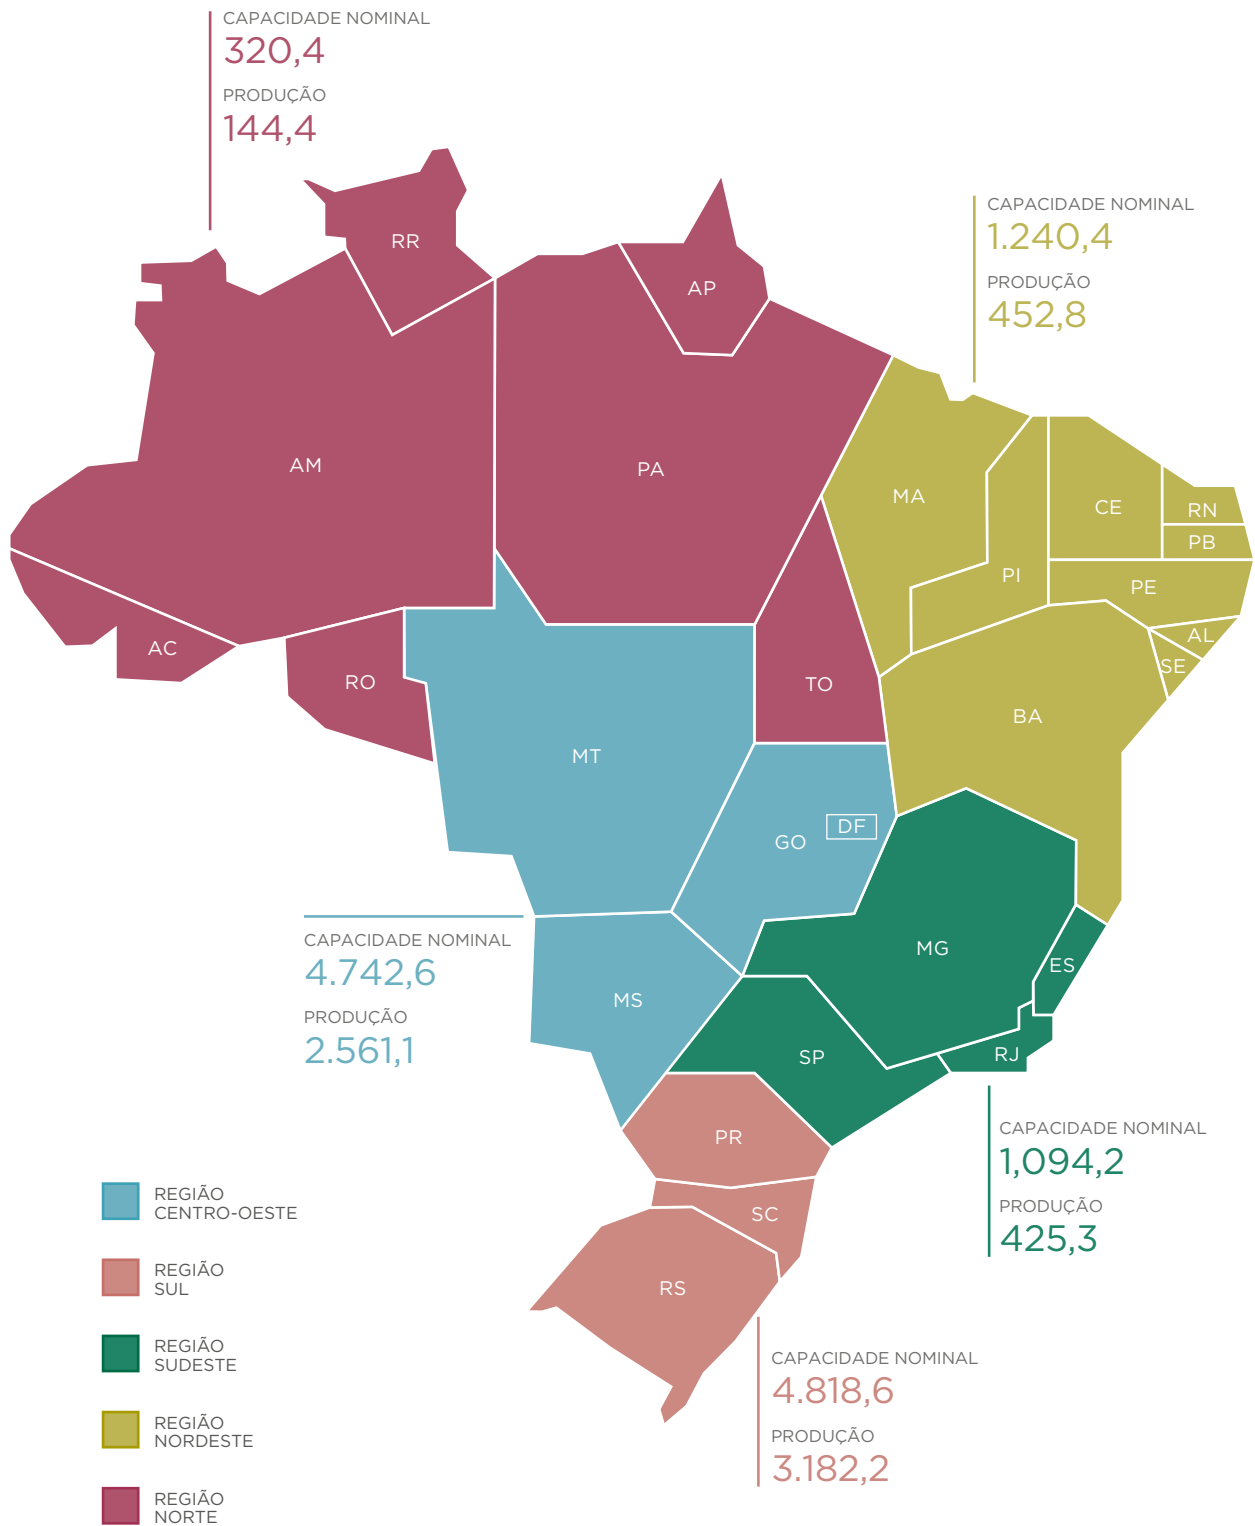 CAPACIDADE NOMINAL
320,4
PRODUÇÃO
144,4
CAPACIDADE NOMINAL
1.240,4
PRODUÇÃO
452,8
RR
AP
AM
PA
MA
CE
RN
PB
PI
PE
AL
SE
AC
RO
TO
BA
MT
GO
DF
MG
ES
MS
SP
RJ
CAPACIDADE NOMINAL
4.742,6
PRODUÇÃO
2.561,1
PR
SC
RS
CAPACIDADE NOMINAL
1,094,2
PRODUÇÃO
425,3
CAPACIDADE NOMINAL
4.818,6
PRODUÇÃO
3.182,2
REGIÃO
CENTRO-OESTE
REGIÃO
SUL
REGIÃO
SUDESTE
REGIÃO
NORDESTE
REGIÃO
NORTE